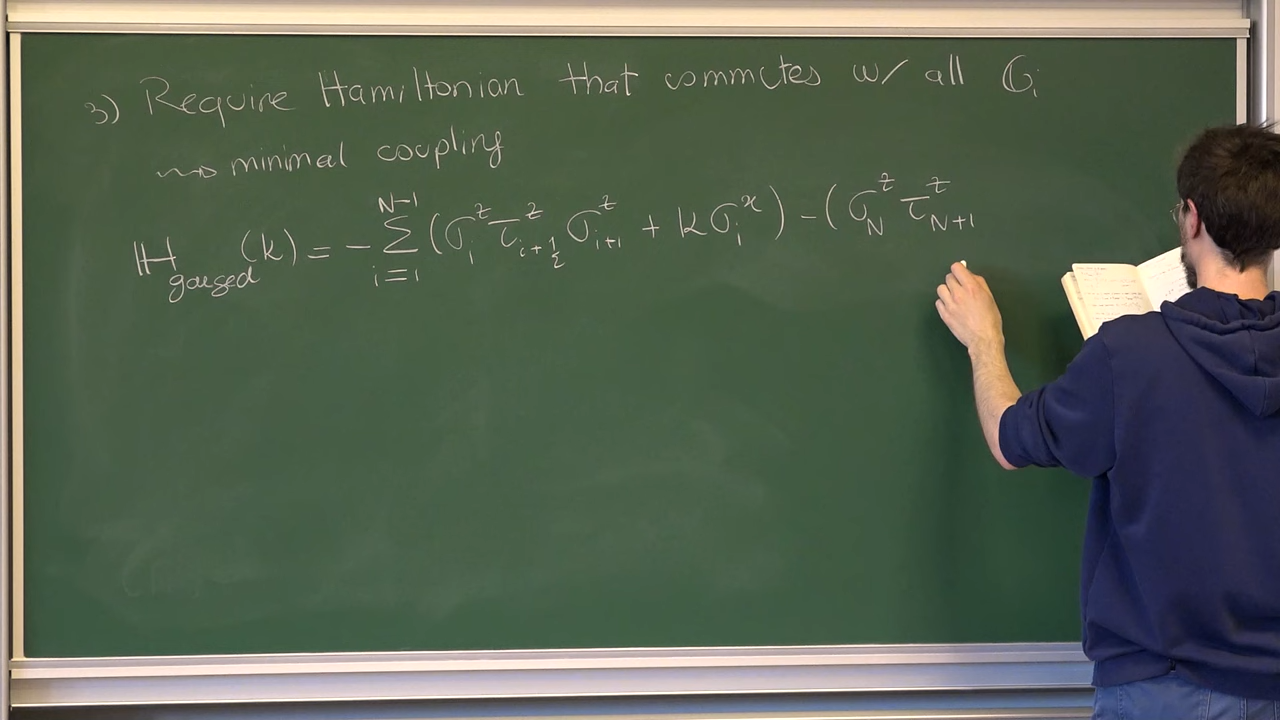 3) Require Hamiltonian that commutes w/ all G_i
⇝ minimal coupling
ℍ_gauged (k) = - ∑_{i=1}^{N-1} (σ_i^z τ_{i+1/2}^z σ_{i+1}^z + k σ_i^x) - (σ_N^z τ_{N+1}^z